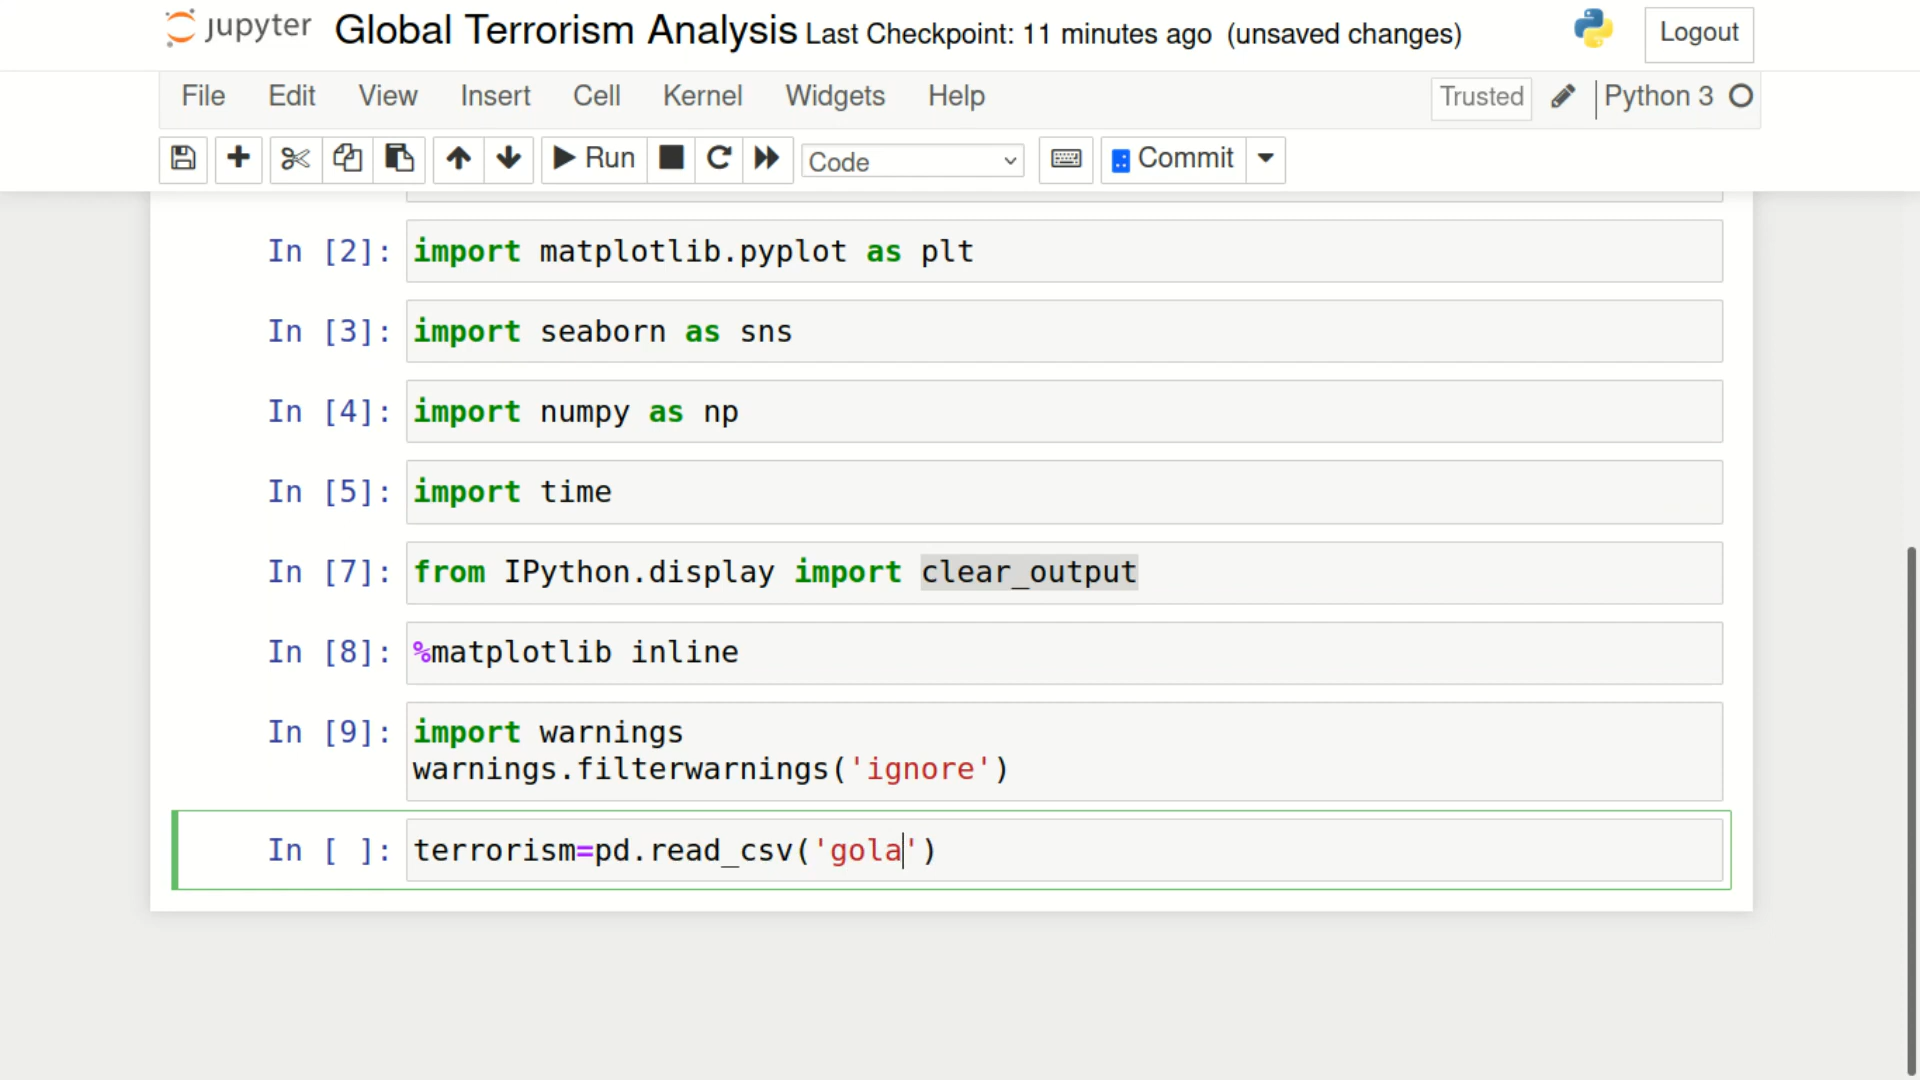 jupyter Global Terrorism Analysis Last Checkpoint: 11 minutes ago (unsaved changes) Logout
File Edit View Insert Cell Kernel Widgets Help Trusted Python 3
Run Code Commit
In [2]: import matplotlib.pyplot as plt
In [3]: import seaborn as sns
In [4]: import numpy as np
In [5]: import time
In [7]: from IPython.display import clear_output
In [8]: %matplotlib inline
In [9]: import warnings
warnings.filterwarnings('ignore')
In [ ]: terrorism=pd.read_csv('gola')